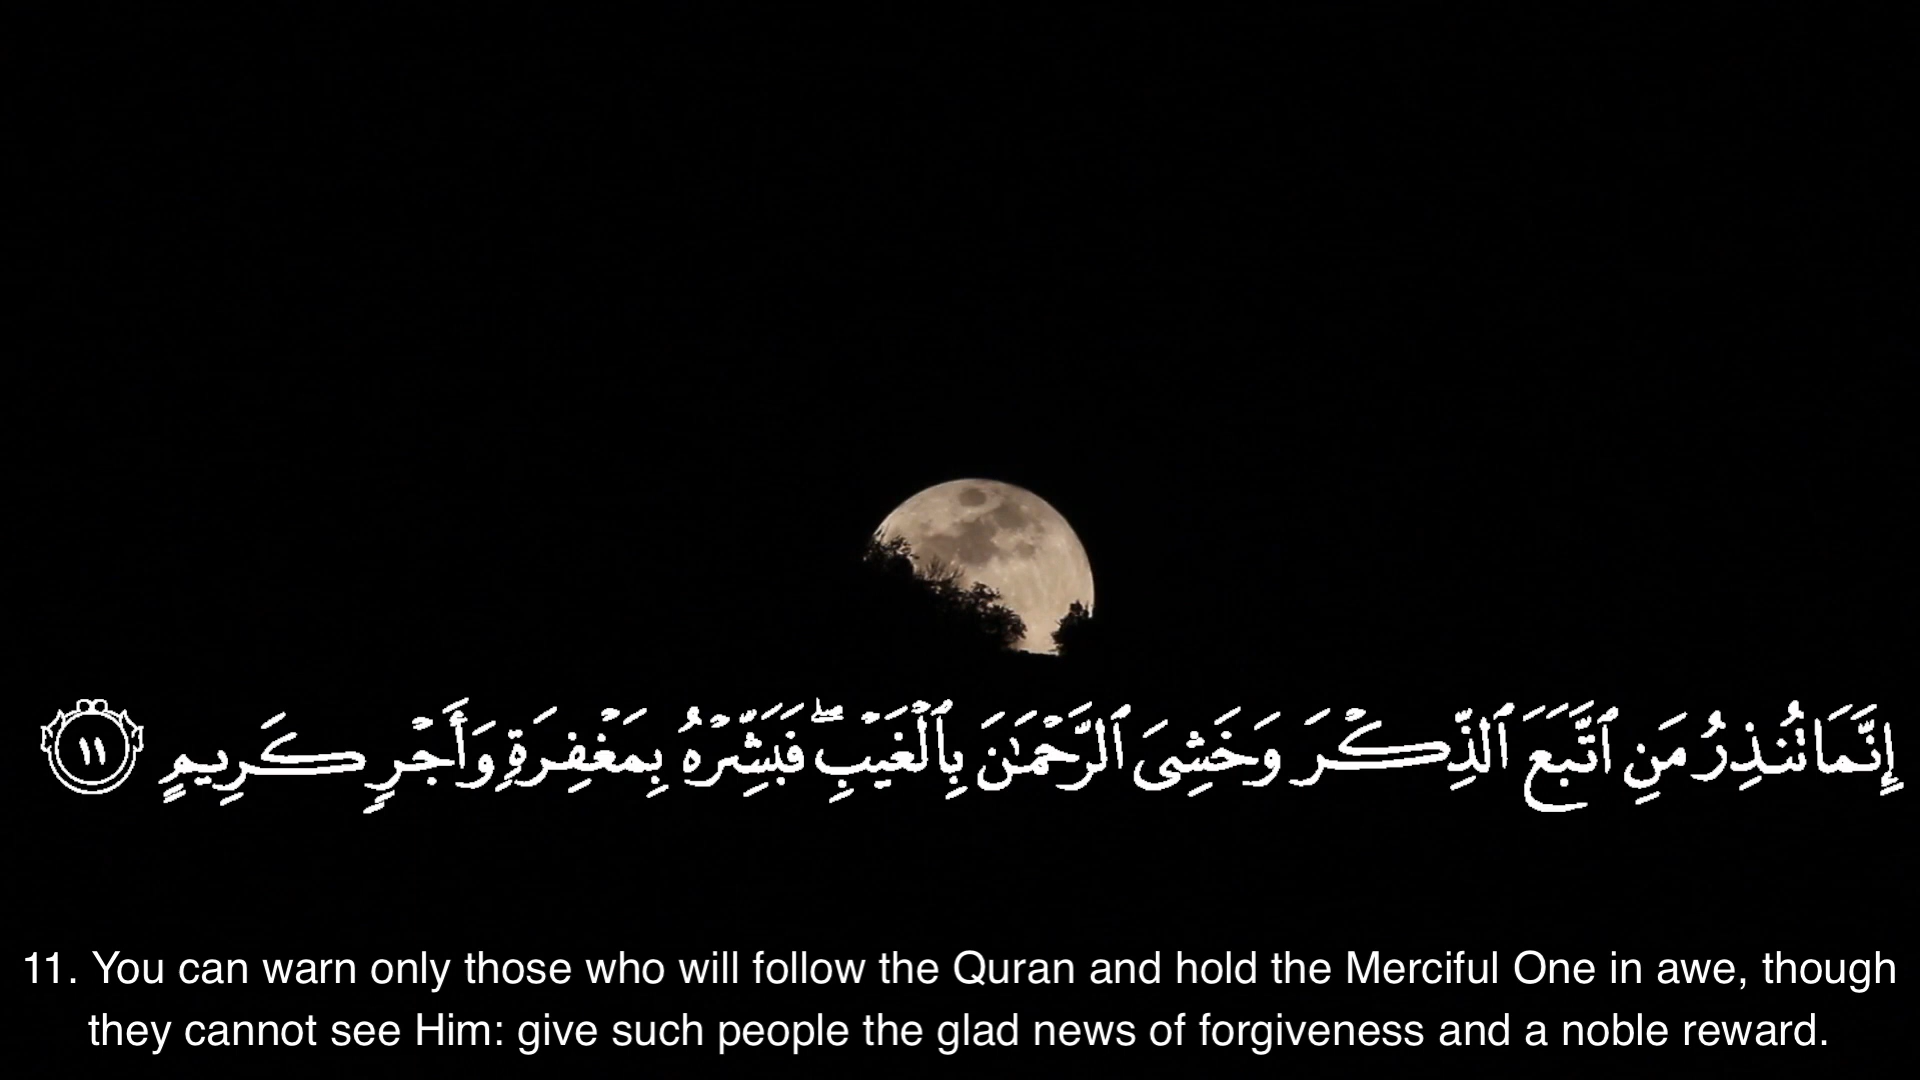 إِنَّمَا تُنذِرُ مَنِ ٱتَّبَعَ ٱلذِّكْرَ وَخَشِىَ ٱلرَّحْمَٰنَ بِٱلْغَيْبِ ۖ فَبَشِّرْهُ بِمَغْفِرَةٍ وَأَجْرٍ كَرِيمٍ ١١
11. You can warn only those who will follow the Quran and hold the Merciful One in awe, though
they cannot see Him: give such people the glad news of forgiveness and a noble reward.